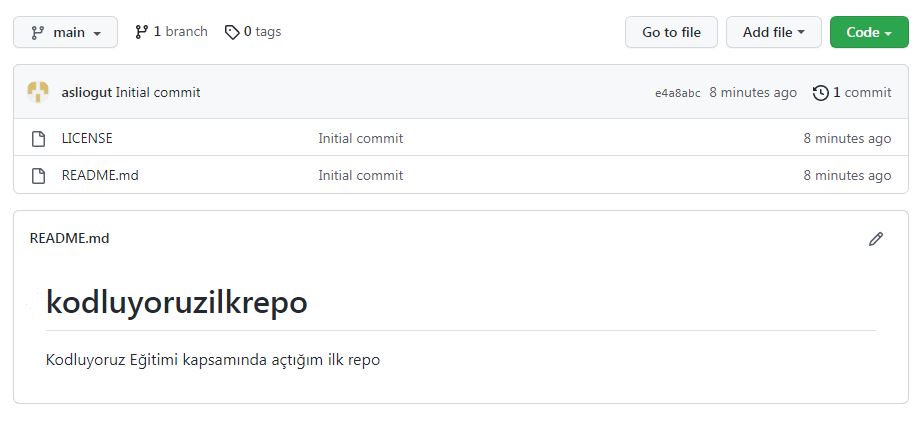 main 1 branch 0 tags Go to file Add file Code
asliogut Initial commit e4a8abc 8 minutes ago 1 commit
LICENSE Initial commit 8 minutes ago
README.md Initial commit 8 minutes ago
README.md
kodluyoruzilkrepo
Kodluyoruz Eğitimi kapsamında açtığım ilk repo